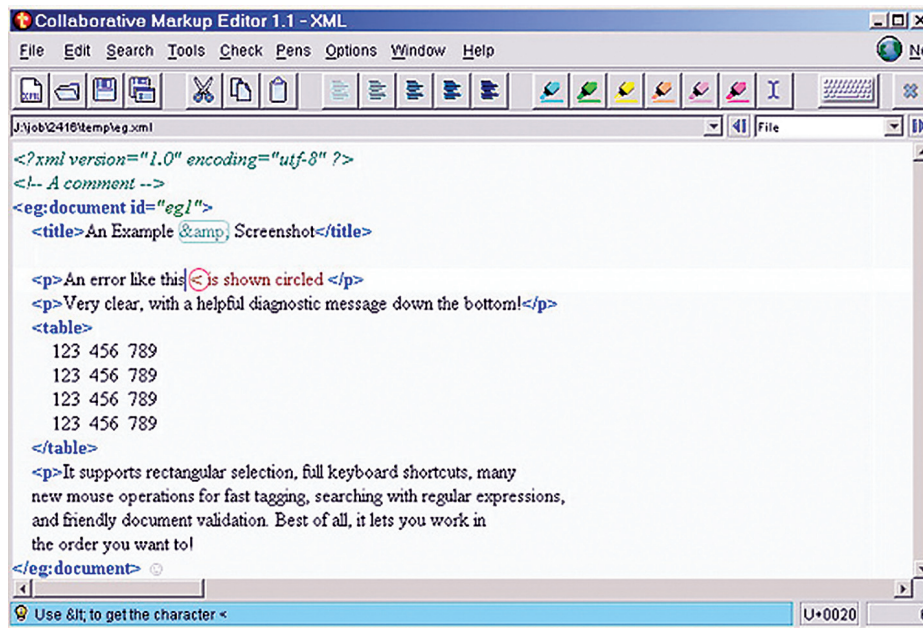 Collaborative Markup Editor 1.1 - XML
File Edit Search Tools Check Pens Options Window Help
J:\job\2416\temp\eg.xml File
<?xml version="1.0" encoding="utf-8" ?>
<!-- A comment -->
<eg:document id="eg1">
<title>An Example &amp; Screenshot</title>
<p>An error like this < is shown circled </p>
<p>Very clear, with a helpful diagnostic message down the bottom!</p>
<table>
123 456 789
123 456 789
123 456 789
123 456 789
</table>
<p>It supports rectangular selection, full keyboard shortcuts, many
new mouse operations for fast tagging, searching with regular expressions,
and friendly document validation. Best of all, it lets you work in
the order you want to!
</eg:document>
Use &lt; to get the character < U+0020